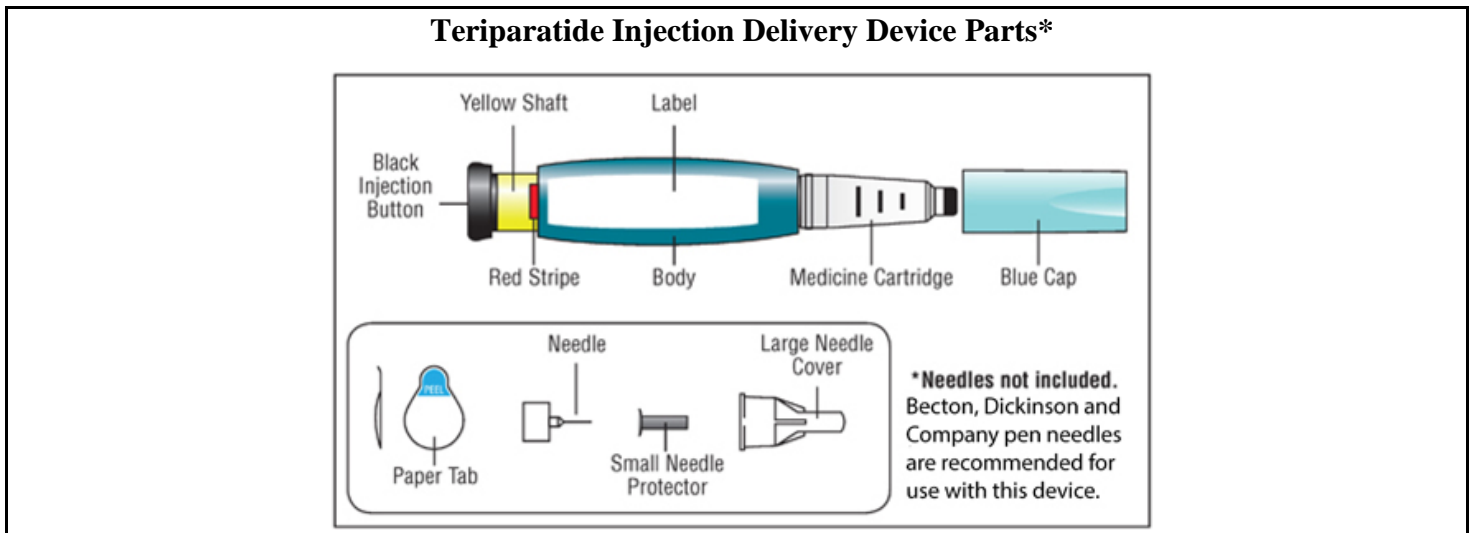 Teriparatide Injection Delivery Device Parts*
Yellow Shaft
Label
Black
Injection
Button
Red Stripe
Body
Medicine Cartridge
Blue Cap
Needle
Large Needle
Cover
PEEL
Paper Tab
Small Needle
Protector
*Needles not included.
Becton, Dickinson and
Company pen needles
are recommended for
use with this device.